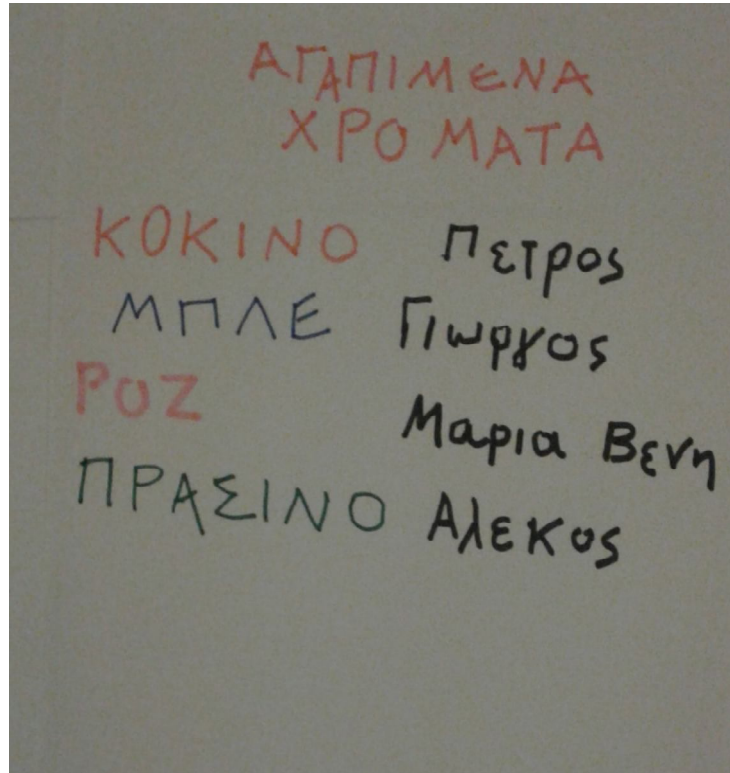 ΑΓΑΠΙΜΕΝΑ
ΧΡΟΜΑΤΑ
ΚΟΚΙΝΟ Πετρος
ΜΠΛΕ Γιωργος
ΡΟΖ Μαρια Βενη
ΠΡΑΣΙΝΟ Αλεκος